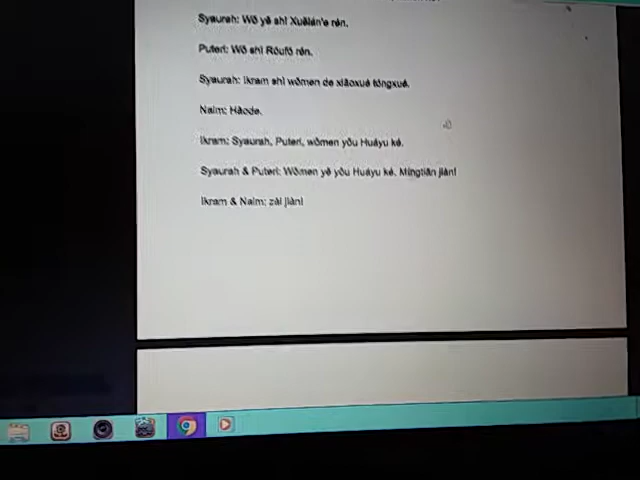 Syaurah: Wǒ yě shì Xuělán'é rén.
Puteri: Wǒ shì Róufó rén.
Syaurah: Ikram shì wǒmen de xiǎoxué tóngxué.
Naim: Hǎode.
Ikram: Syaurah, Puteri, wǒmen yǒu Huáyu kè.
Syaurah & Puteri: Wǒmen yě yǒu Huáyu kè. Míngtiān jiàn!
Ikram & Naim: zài jiàn!